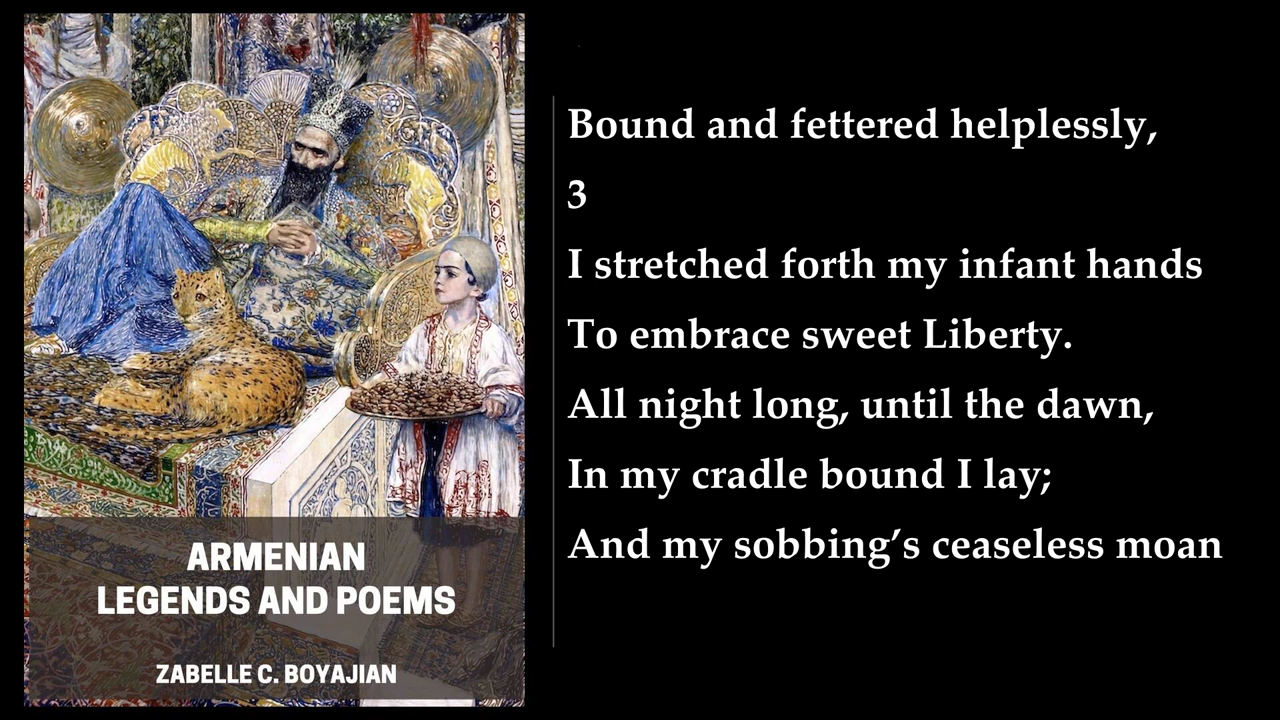 ARMENIAN
LEGENDS AND POEMS
ZABELLE C. BOYAJIAN
Bound and fettered helplessly,
3
I stretched forth my infant hands
To embrace sweet Liberty.
All night long, until the dawn,
In my cradle bound I lay;
And my sobbing’s ceaseless moan